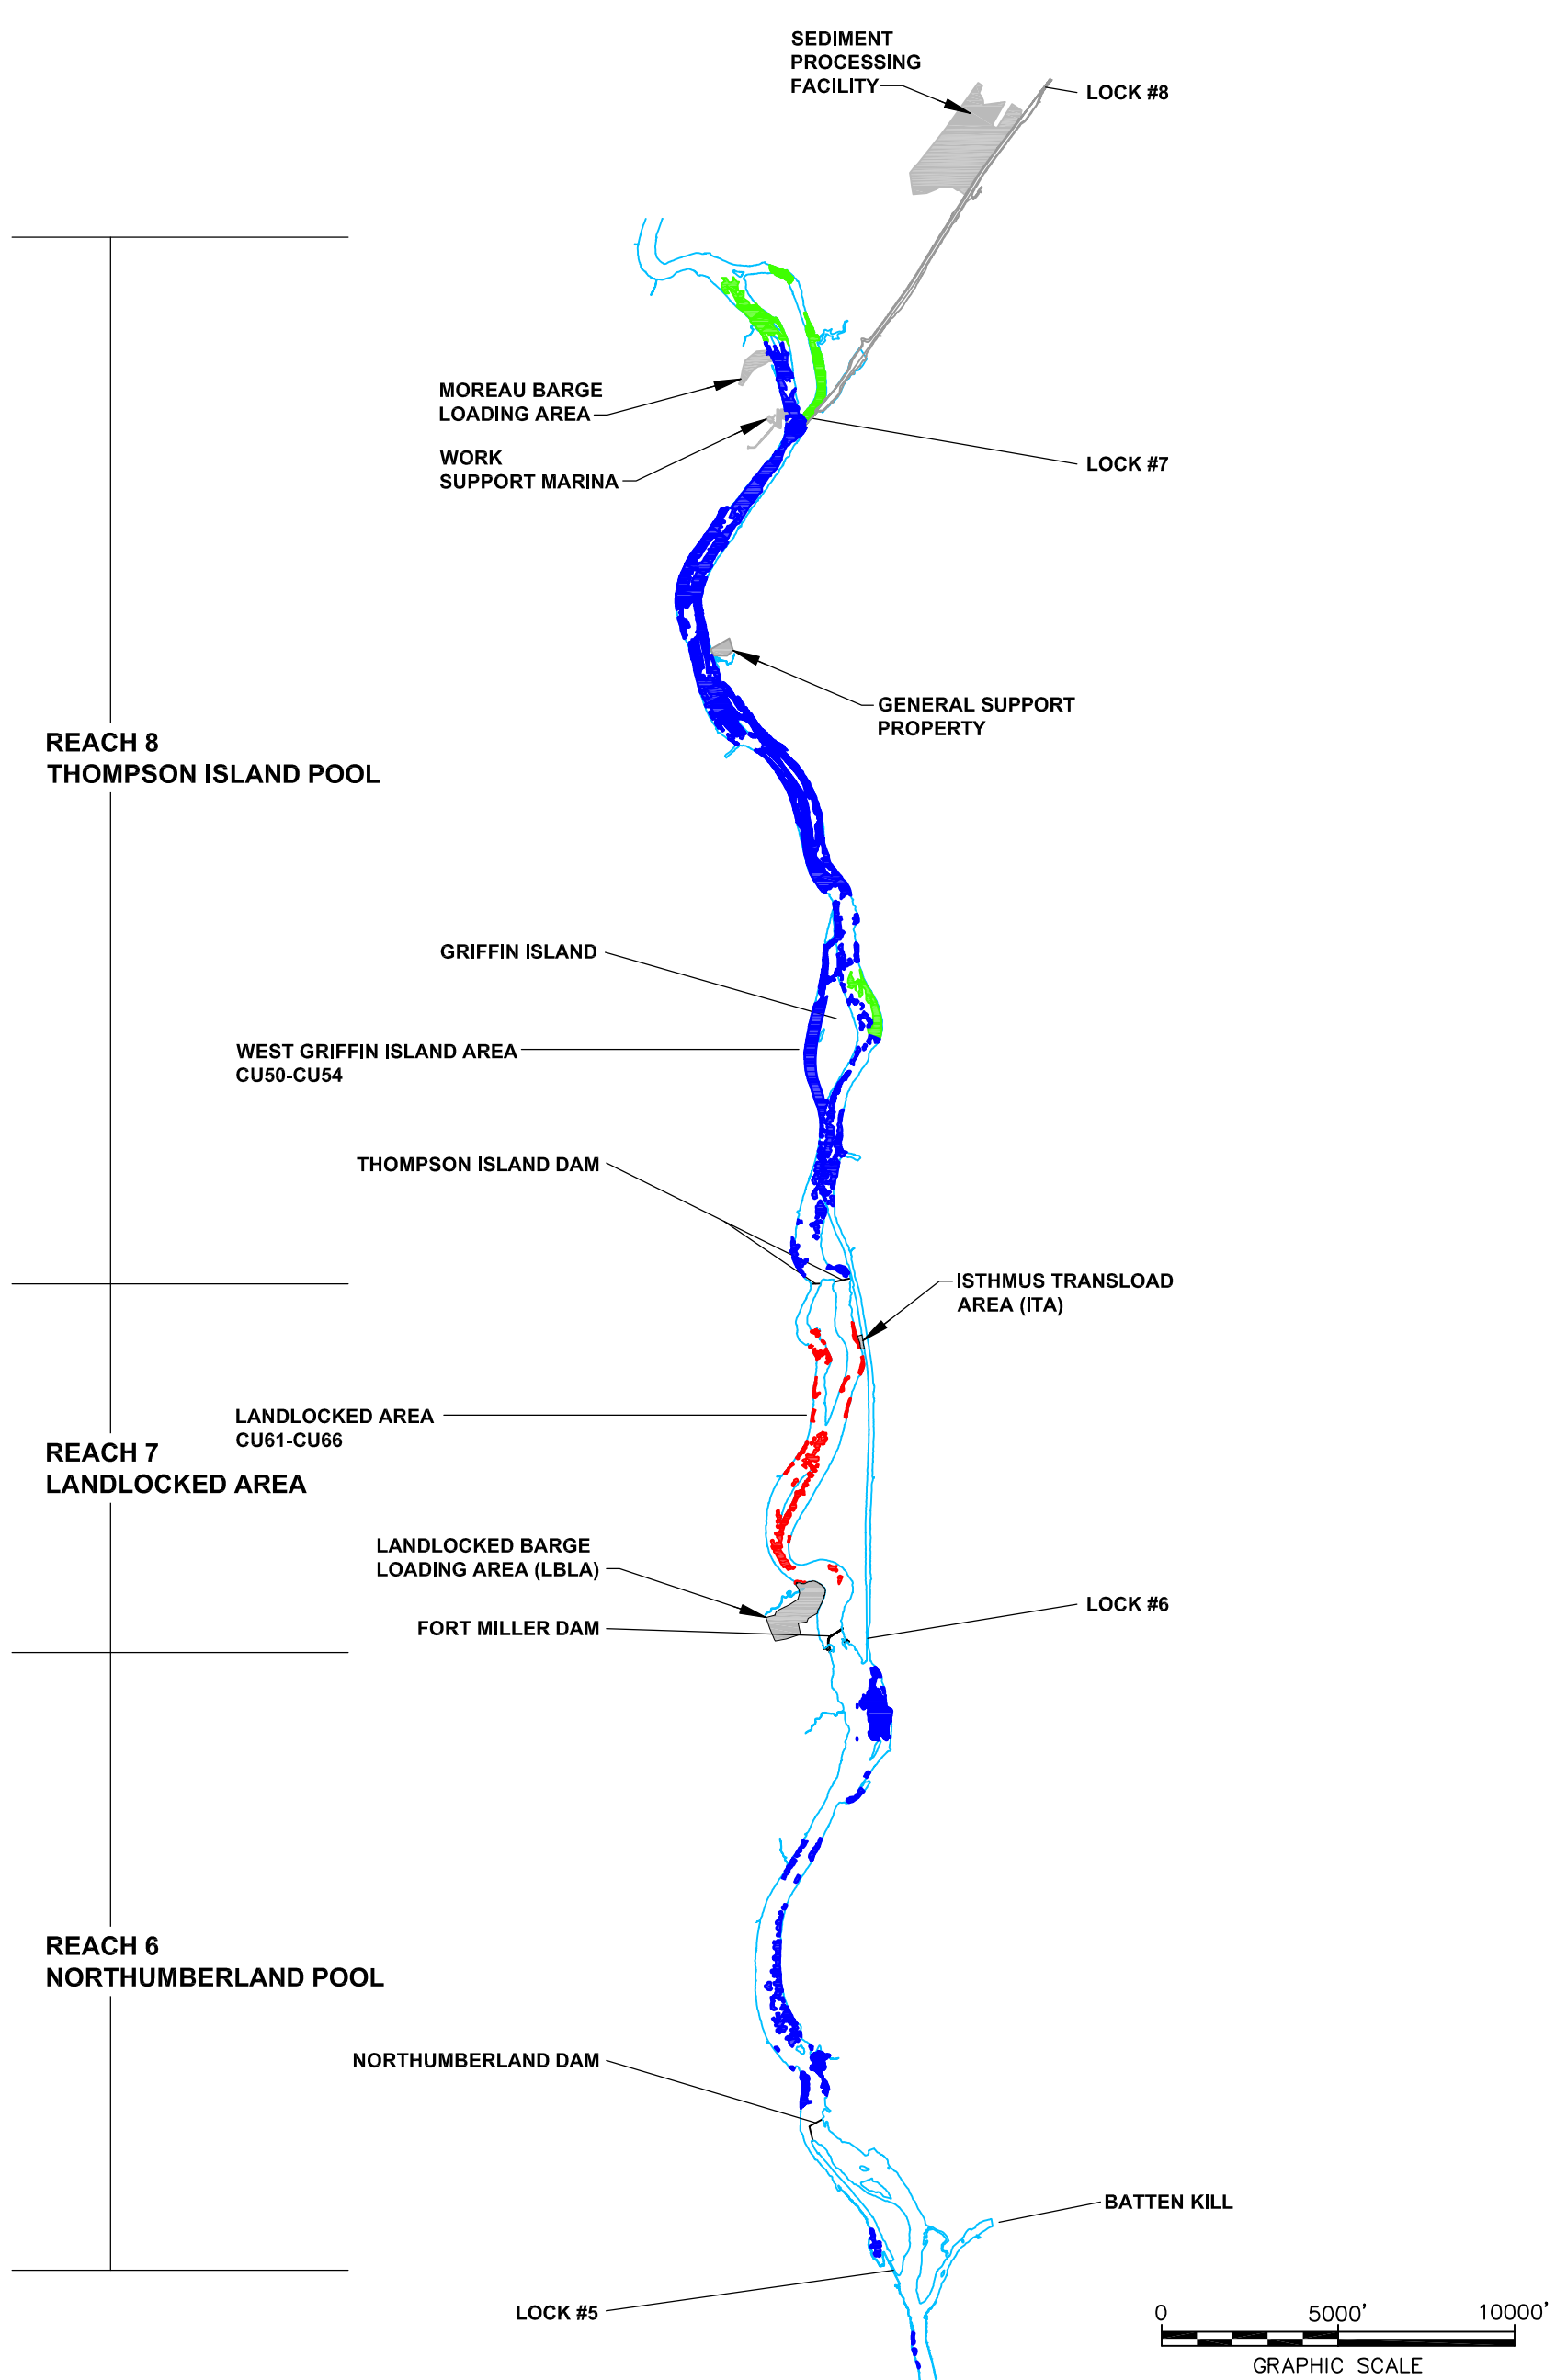 SEDIMENT
PROCESSING
FACILITY
LOCK #8
MOREAU BARGE
LOADING AREA
WORK
SUPPORT MARINA
LOCK #7
GENERAL SUPPORT
PROPERTY
REACH 8
THOMPSON ISLAND POOL
GRIFFIN ISLAND
WEST GRIFFIN ISLAND AREA
CU50-CU54
THOMPSON ISLAND DAM
ISTHMUS TRANSLOAD
AREA (ITA)
LANDLOCKED AREA
CU61-CU66
REACH 7
LANDLOCKED AREA
LANDLOCKED BARGE
LOADING AREA (LBLA)
LOCK #6
FORT MILLER DAM
REACH 6
NORTHUMBERLAND POOL
NORTHUMBERLAND DAM
BATTEN KILL
LOCK #5
0 5000' 10000'
GRAPHIC SCALE